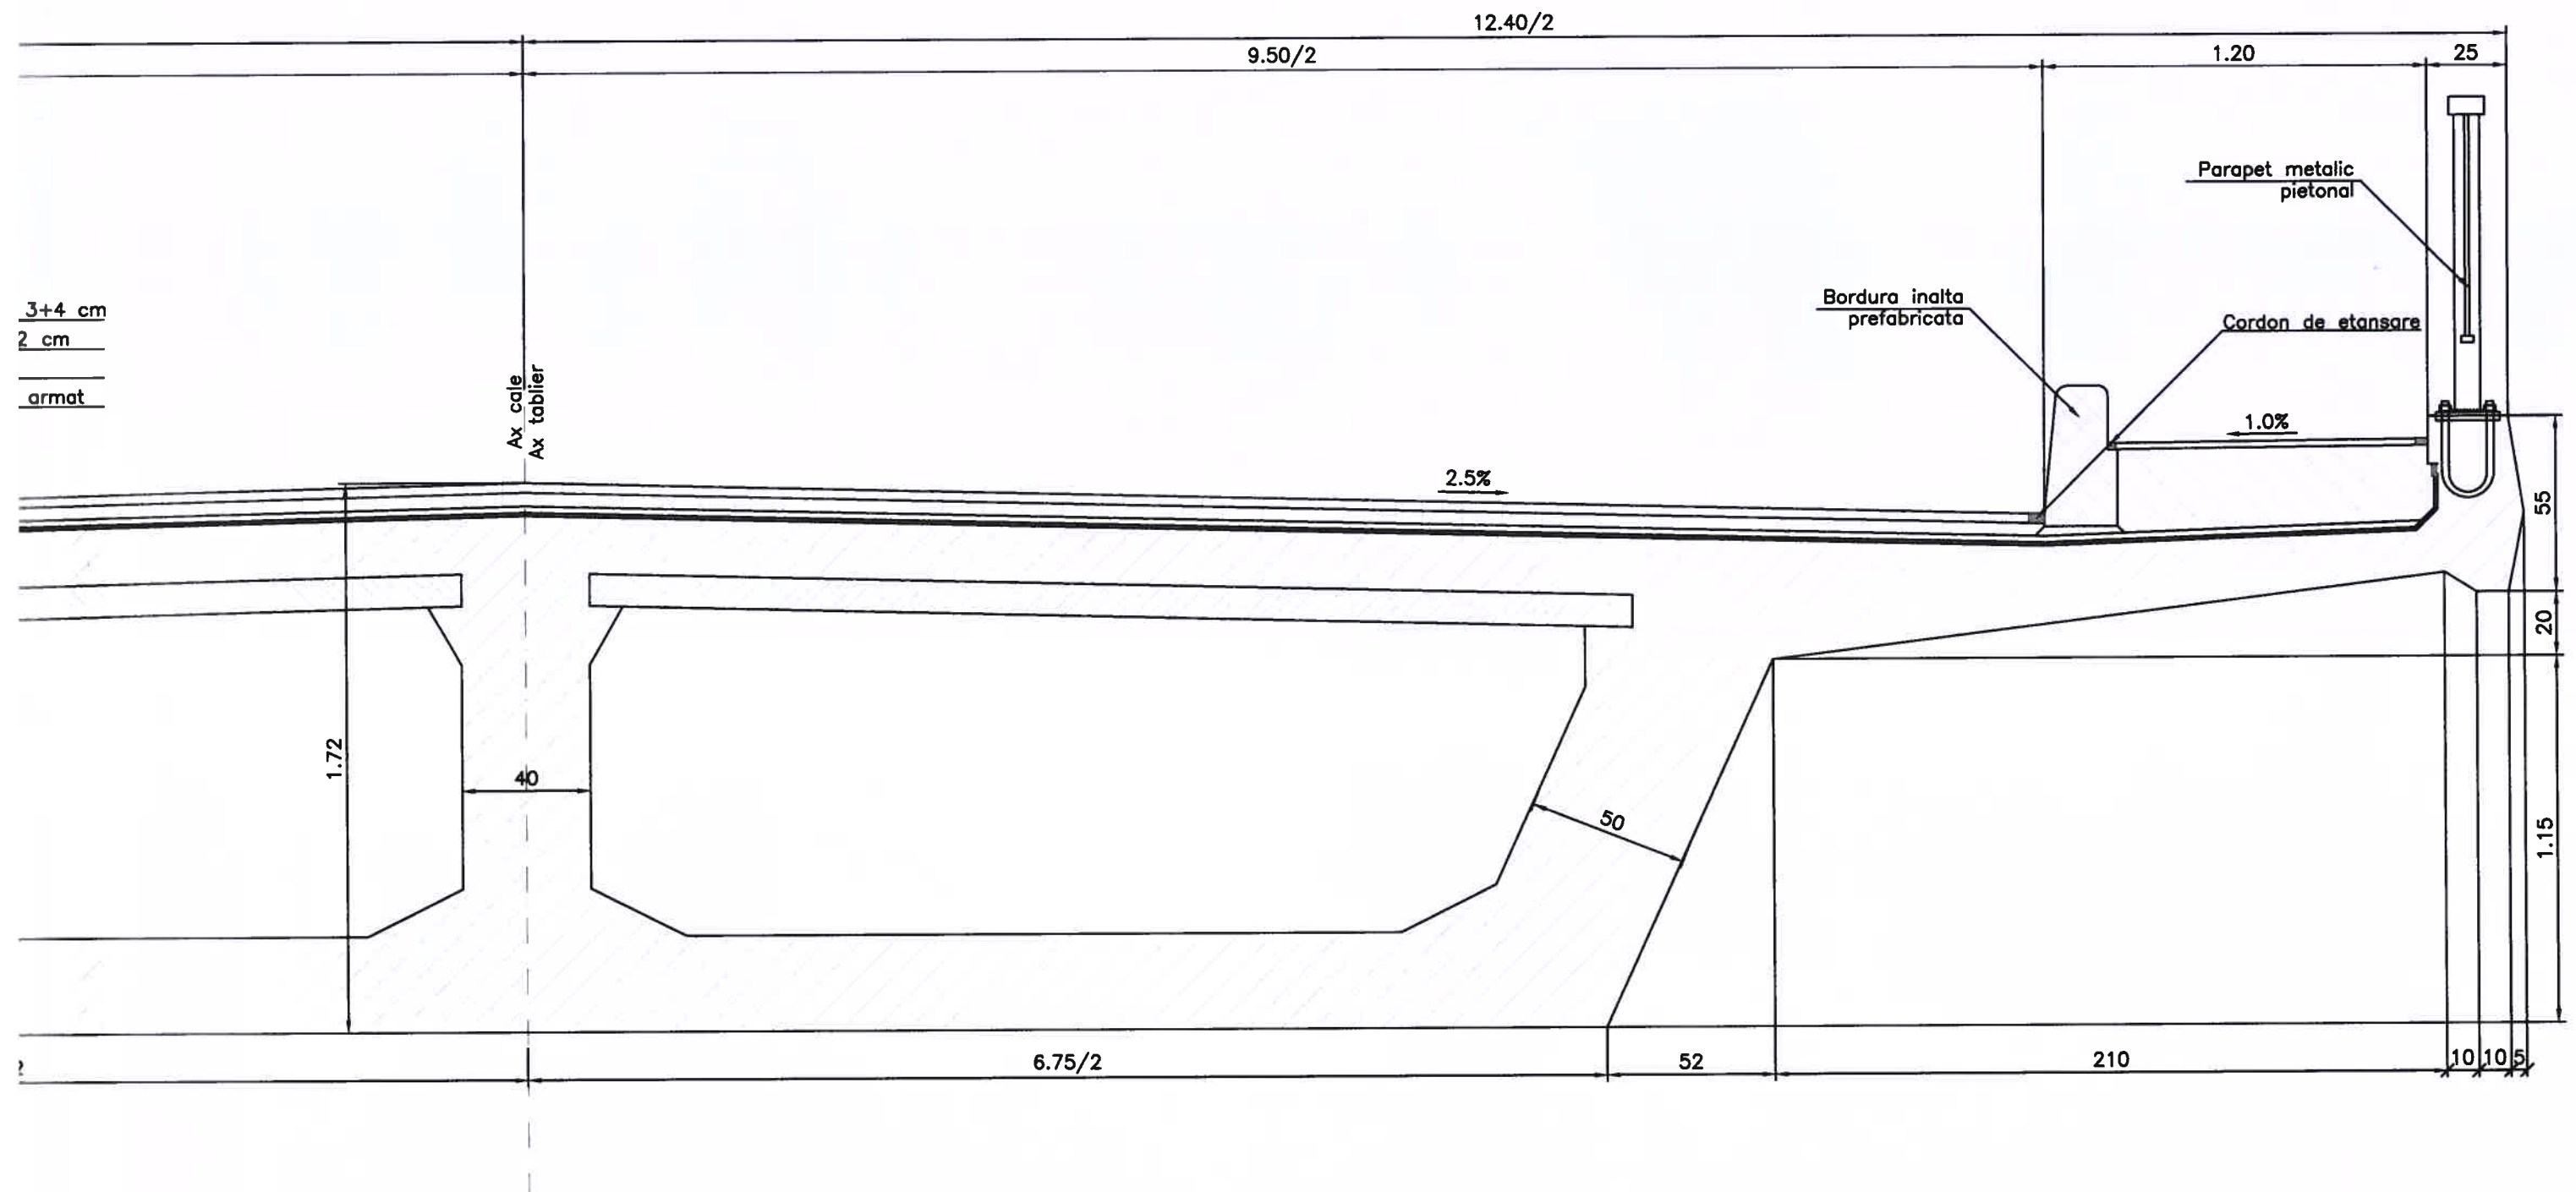 12.40/2
9.50/2
1.20
25
Parapet metalic
pietonal
Bordura inalta
prefabricata
Cordon de etansare
3+4 cm
2 cm
armat
Ax cale
Ax tablier
2.5%
1.0%
55
20
1.15
1.72
40
50
6.75/2
52
210
10
10
5